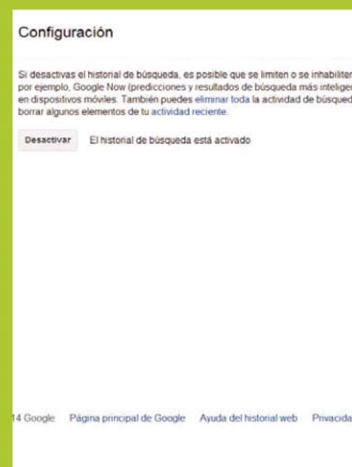 Configuración
Si desactivas el historial de búsqueda, es posible que se limiten o se inhabiliten
por ejemplo, Google Now (predicciones y resultados de búsqueda más inteliger
en dispositivos móviles. También puedes eliminar toda la actividad de búsqued
borrar algunos elementos de tu actividad reciente.
Desactivar El historial de búsqueda está activado
14 Google Página principal de Google Ayuda del historial web Privacida